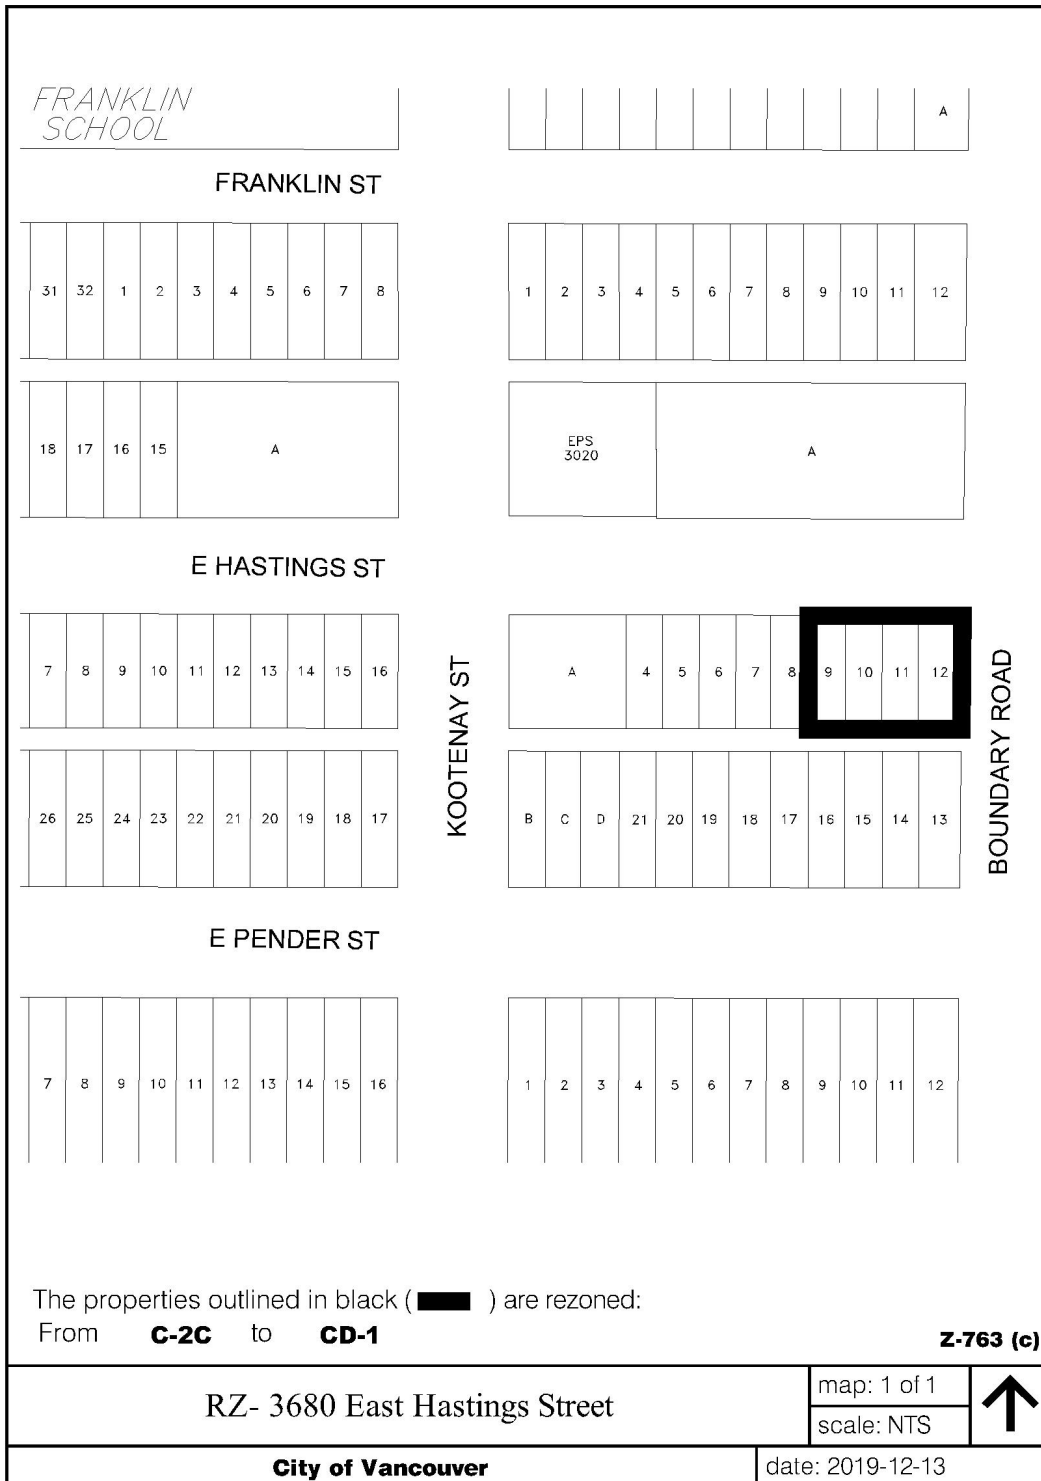 FRANKLIN
SCHOOL
A
FRANKLIN ST
31 32 1 2 3 4 5 6 7 8
1 2 3 4 5 6 7 8 9 10 11 12
18 17 16 15 A
EPS
3020
A
E HASTINGS ST
7 8 9 10 11 12 13 14 15 16
A 4 5 6 7 8 9 10 11 12
KOOTENAY ST
BOUNDARY ROAD
26 25 24 23 22 21 20 19 18 17
B C D 21 20 19 18 17 16 15 14 13
E PENDER ST
7 8 9 10 11 12 13 14 15 16
1 2 3 4 5 6 7 8 9 10 11 12
The properties outlined in black ( ) are rezoned:
From C-2C to CD-1
Z-763 (c)
RZ- 3680 East Hastings Street
map: 1 of 1
scale: NTS
City of Vancouver
date: 2019-12-13